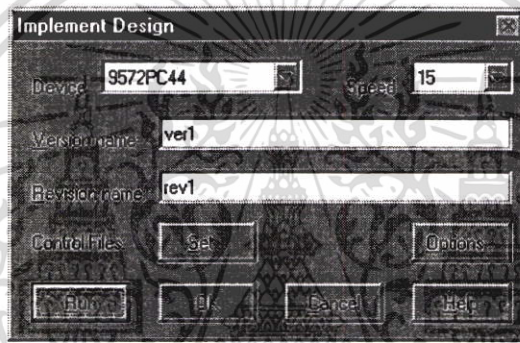 Implement Design
Device 9572PC44 Speed 15
Version name ver1
Revision name rev1
Control Files: Set Options
Run OK Cancel Help